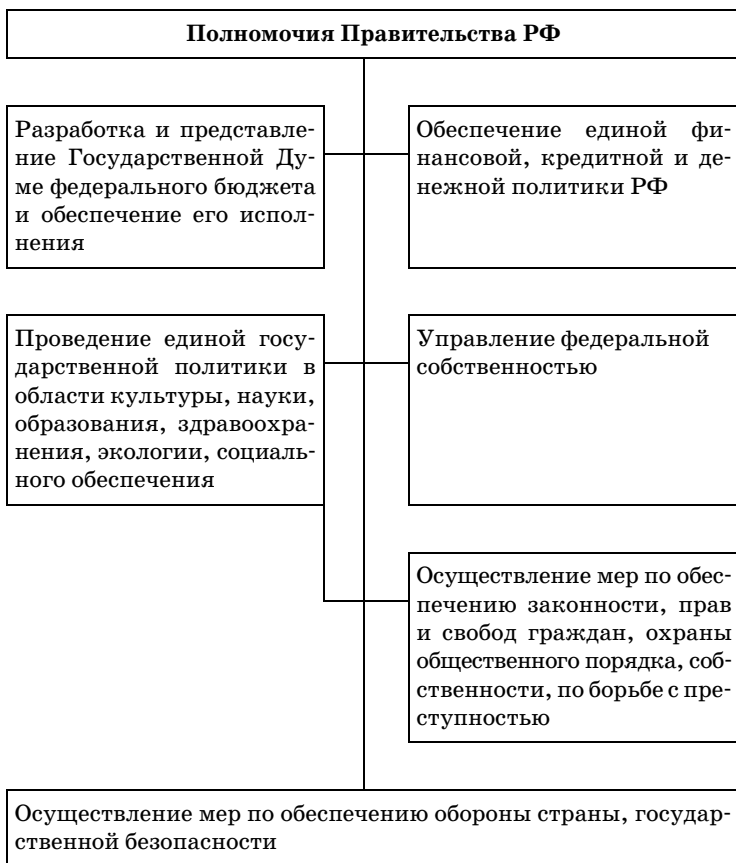 Полномочия Правительства РФ
Разработка и представле-
ние Государственной Ду-
ме федерального бюджета
и обеспечение его испол-
нения
Обеспечение единой фи-
нансовой, кредитной и де-
нежной политики РФ
Проведение единой госу-
дарственной политики в
области культуры, науки,
образования, здравоохра-
нения, экологии, социаль-
ного обеспечения
Управление федеральной
собственностью
Осуществление мер по обес-
печению законности, прав
и свобод граждан, охраны
общественного порядка, соб-
ственности, по борьбе с пре-
ступностью
Осуществление мер по обеспечению обороны страны, государ-
ственной безопасности